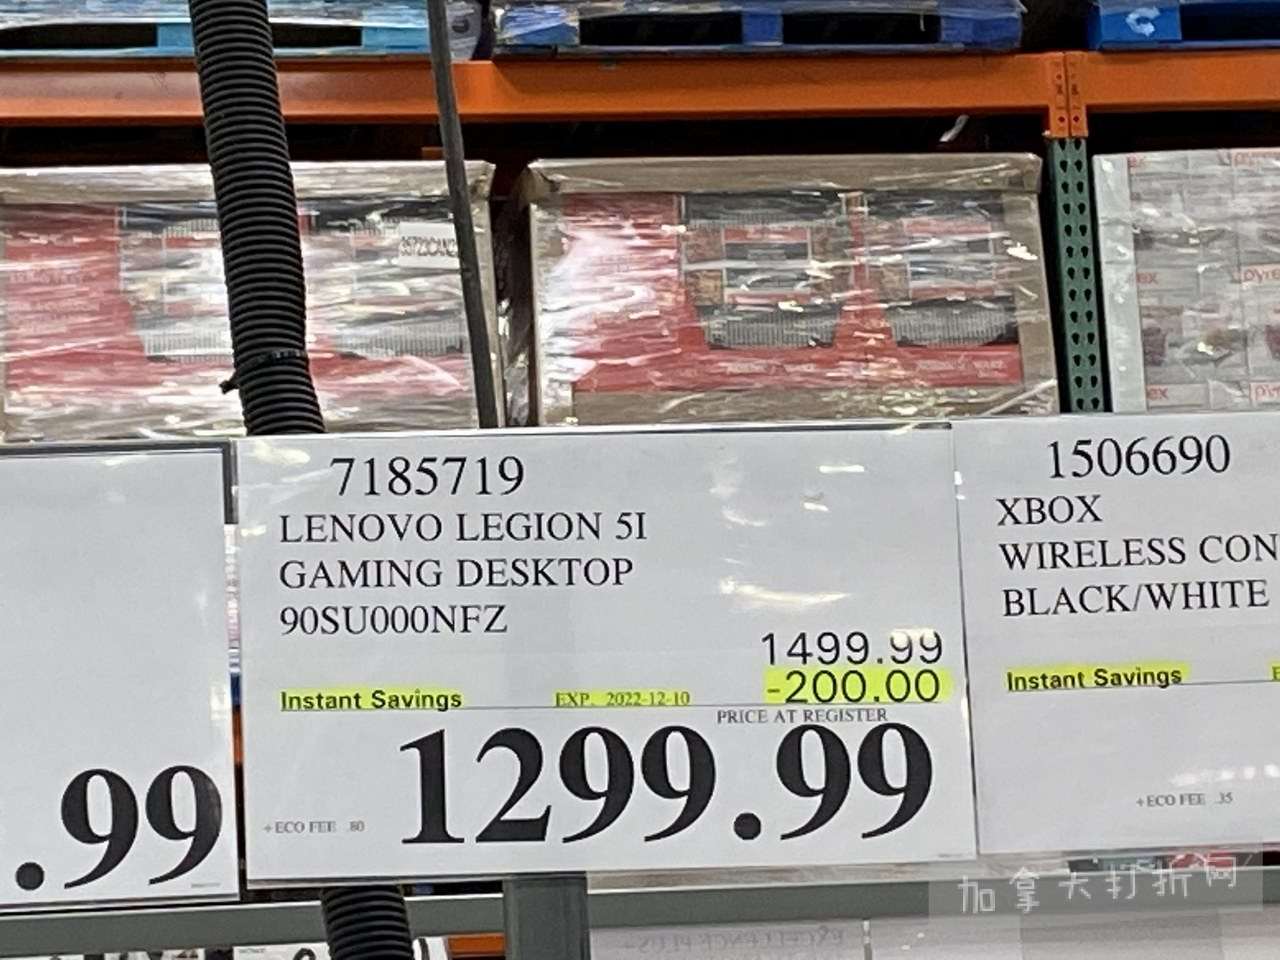 7185719
LENOVO LEGION 5I
GAMING DESKTOP
90SU000NFZ
1499.99
Instant Savings EXP. 2022-12-10 -200.00
PRICE AT REGISTER
1299.99
+ECO FEE .80
.99
1506690
XBOX
WIRELESS CON
BLACK/WHITE
Instant Savings E
+ECO FEE .35
加拿大打折网